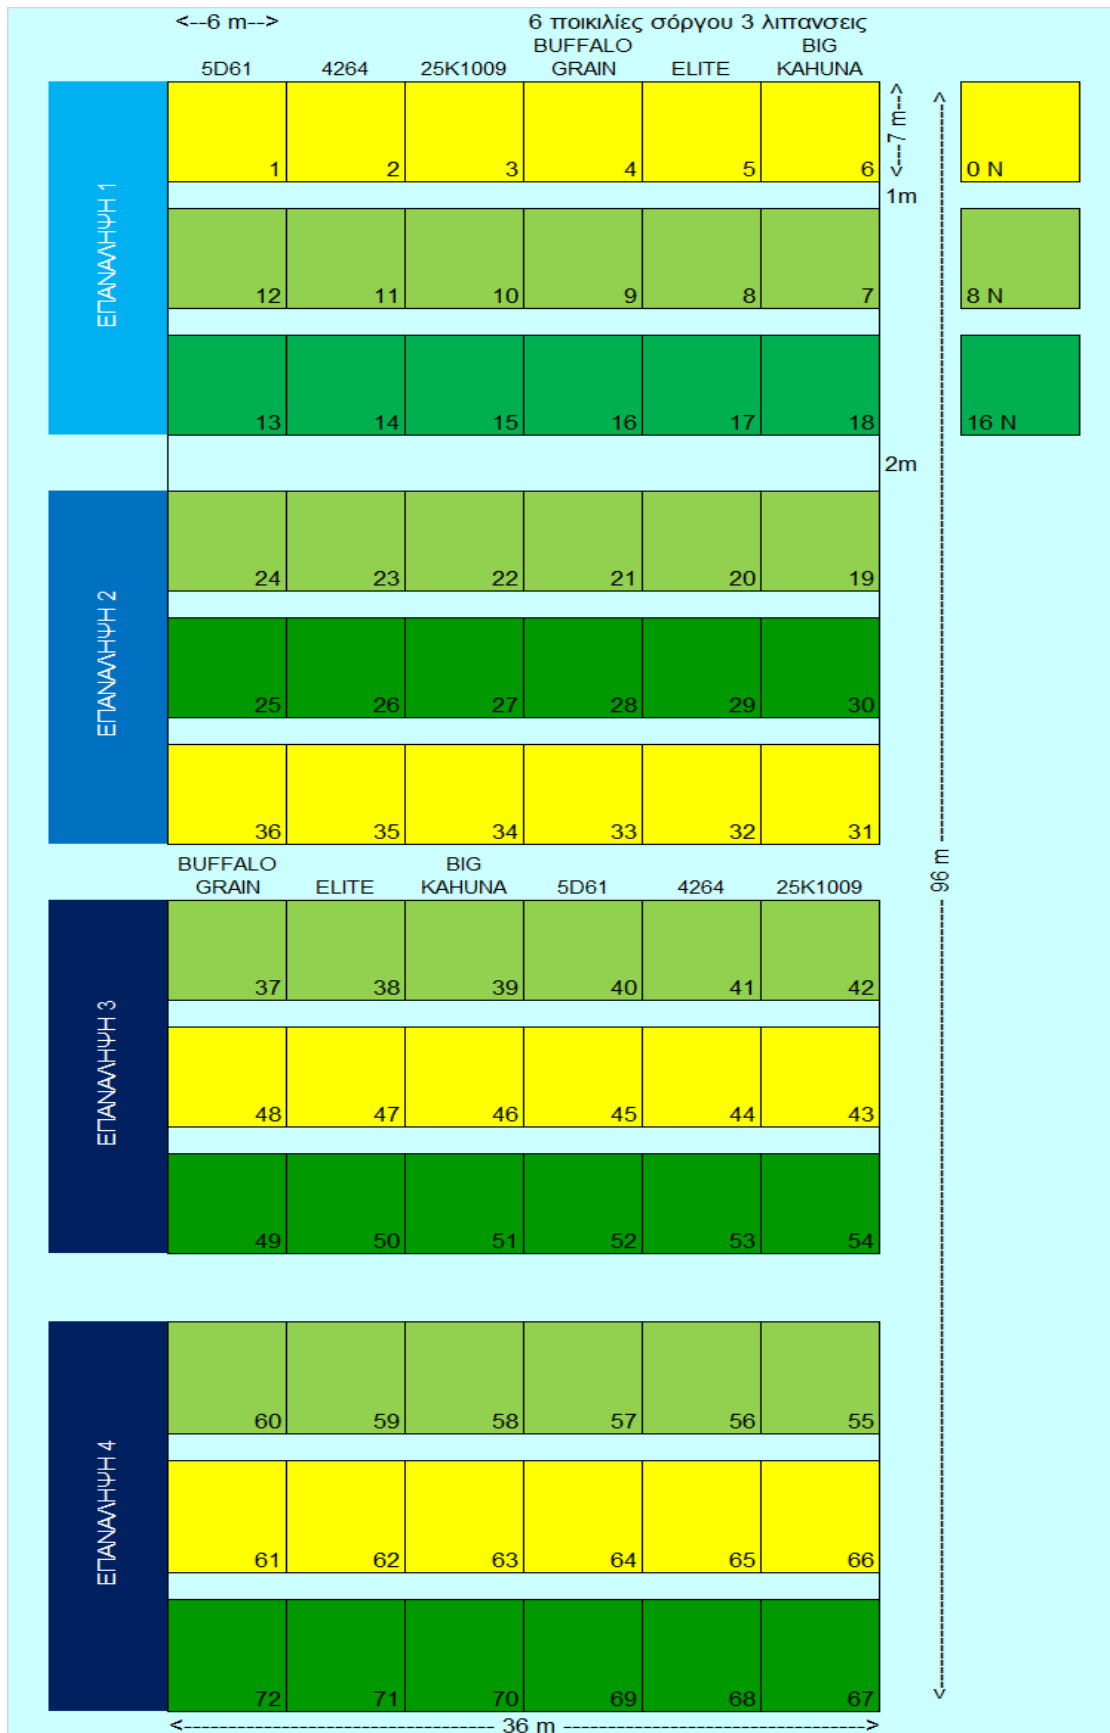 <--6 m-->
6 ποικιλίες σόργου 3 λιπανσεις
5D61 4264 25K1009 BUFFALO GRAIN ELITE BIG KAHUNA
ΕΠΑΝΑΛΗΨΗ 1
1 2 3 4 5 6
<---7 m-->
0 N
1m
12 11 10 9 8 7
8 N
13 14 15 16 17 18
16 N
2m
ΕΠΑΝΑΛΗΨΗ 2
24 23 22 21 20 19
25 26 27 28 29 30
36 35 34 33 32 31
96 m
BUFFALO GRAIN ELITE BIG KAHUNA 5D61 4264 25K1009
ΕΠΑΝΑΛΗΨΗ 3
37 38 39 40 41 42
48 47 46 45 44 43
49 50 51 52 53 54
ΕΠΑΝΑΛΗΨΗ 4
60 59 58 57 56 55
61 62 63 64 65 66
72 71 70 69 68 67
<----------------------------------- 36 m ----------------------------------->